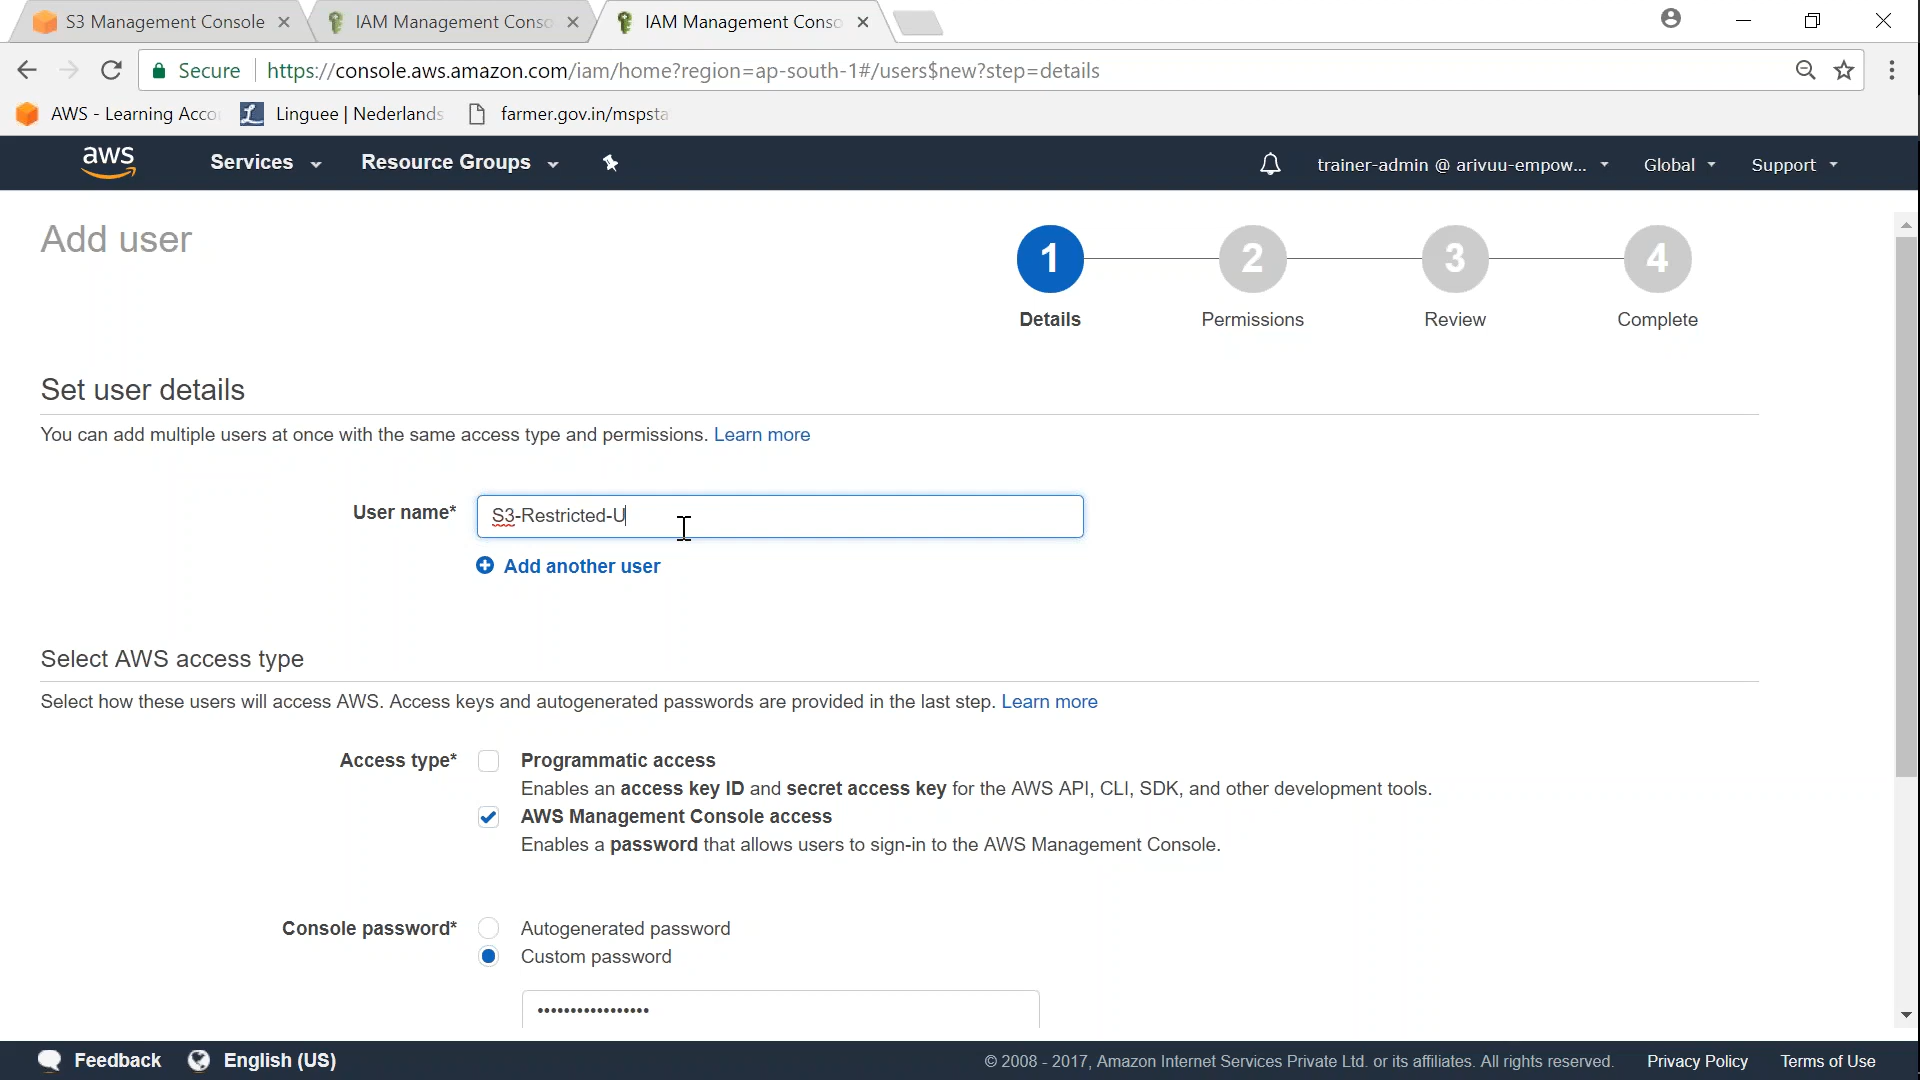 S3 Management Console
IAM Management Conso
IAM Management Conso
Secure
https://console.aws.amazon.com/iam/home?region=ap-south-1#/users$new?step=details
AWS - Learning Acco
Linguee | Nederlands
farmer.gov.in/mspsta
aws
Services
Resource Groups
trainer-admin @ arivuu-empow...
Global
Support
Add user
1
2
3
4
Details
Permissions
Review
Complete
Set user details
You can add multiple users at once with the same access type and permissions. Learn more
User name*
S3-Restricted-U
Add another user
Select AWS access type
Select how these users will access AWS. Access keys and autogenerated passwords are provided in the last step. Learn more
Access type*
Programmatic access
Enables an access key ID and secret access key for the AWS API, CLI, SDK, and other development tools.
AWS Management Console access
Enables a password that allows users to sign-in to the AWS Management Console.
Console password*
Autogenerated password
Custom password
•••••••••••••••••
Feedback
English (US)
© 2008 - 2017, Amazon Internet Services Private Ltd. or its affiliates. All rights reserved.
Privacy Policy
Terms of Use